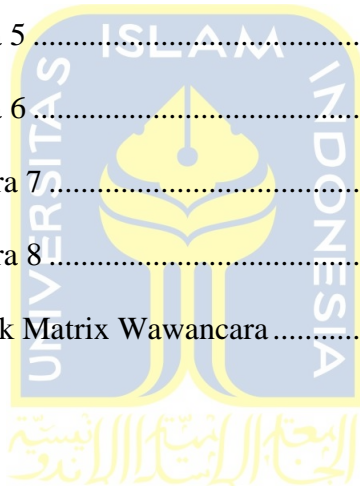 a 5 ....................................
ISLAM
UNIVERSITAS
INDONESIA
a 6 ....................................
ra 7 ....................................
ra 8 ....................................
k Matrix Wawancara ............